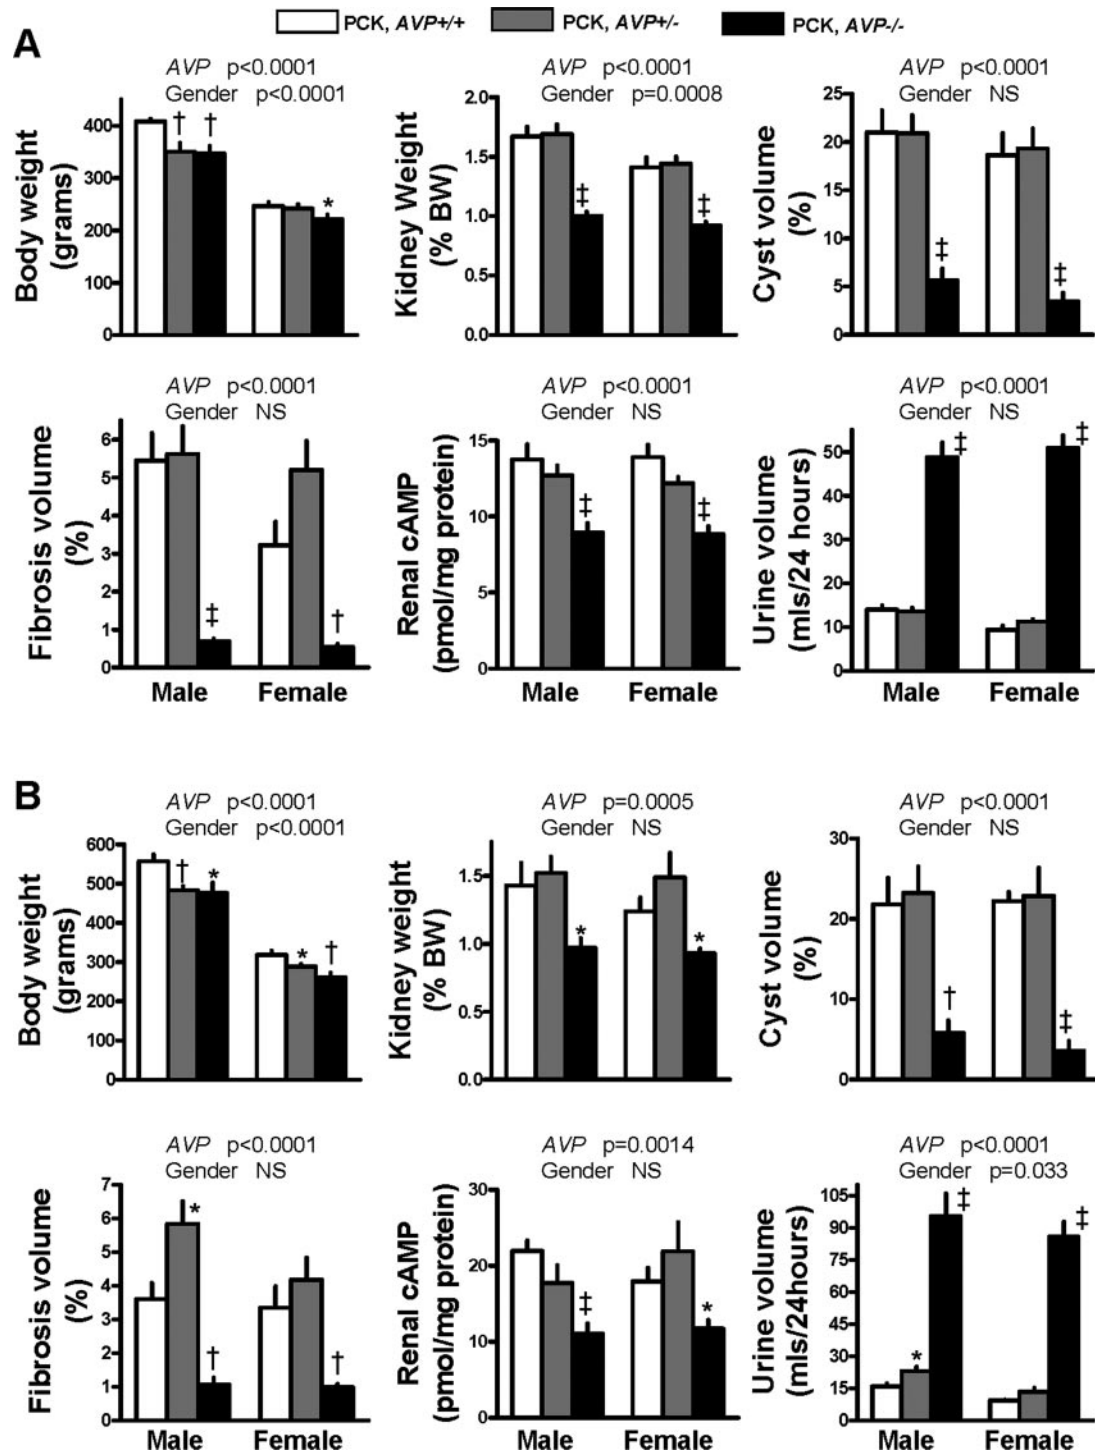 PCK, AVP+/+ PCK, AVP+/- PCK, AVP-/-
A
AVP p<0.0001
Gender p<0.0001
Body weight
(grams)
400
300
200
100
0
† † *
AVP p<0.0001
Gender p=0.0008
Kidney Weight
(% BW)
2.0
1.5
1.0
0.5
0.0
‡ ‡
AVP p<0.0001
Gender NS
Cyst volume
(%)
25
20
15
10
5
0
‡ ‡
AVP p<0.0001
Gender NS
Fibrosis volume
(%)
6
5
4
3
2
1
0
‡ †
Male Female
AVP p<0.0001
Gender NS
Renal cAMP
(pmol/mg protein)
15
10
5
0
‡ ‡
Male Female
AVP p<0.0001
Gender NS
Urine volume
(mls/24 hours)
50
40
30
20
10
0
‡ ‡
Male Female
B
AVP p<0.0001
Gender p<0.0001
Body weight
(grams)
600
500
400
300
200
100
0
† * * †
AVP p=0.0005
Gender NS
Kidney weight
(% BW)
1.5
1.0
0.5
0.0
* *
AVP p<0.0001
Gender NS
Cyst volume
(%)
30
20
10
0
† ‡
AVP p<0.0001
Gender NS
Fibrosis volume
(%)
7
6
5
4
3
2
1
0
* † †
Male Female
AVP p=0.0014
Gender NS
Renal cAMP
(pmol/mg protein)
30
20
10
0
‡ *
Male Female
AVP p<0.0001
Gender p=0.033
Urine volume
(mls/24hours)
105
90
75
60
45
30
15
0
* ‡ ‡
Male Female